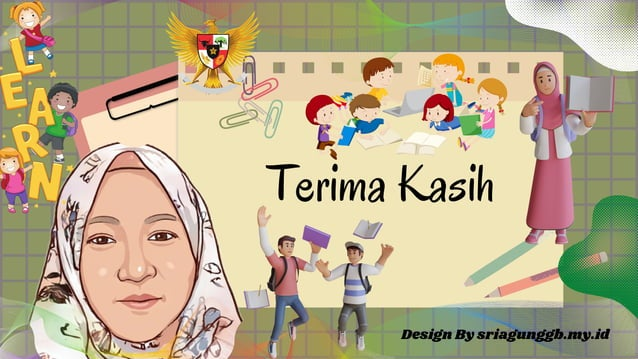 LEARN
Terima Kasih
Design By sriagunggb.my.id